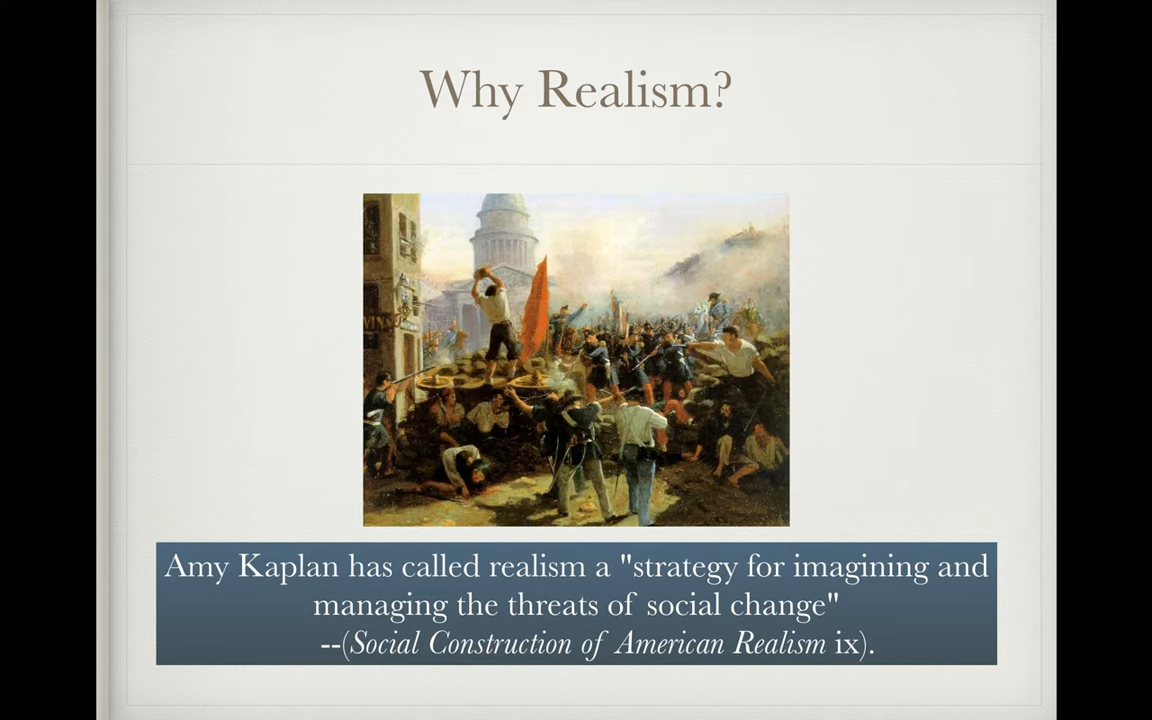 Why Realism?
VINS
Amy Kaplan has called realism a "strategy for imagining and
managing the threats of social change"
--(Social Construction of American Realism ix).